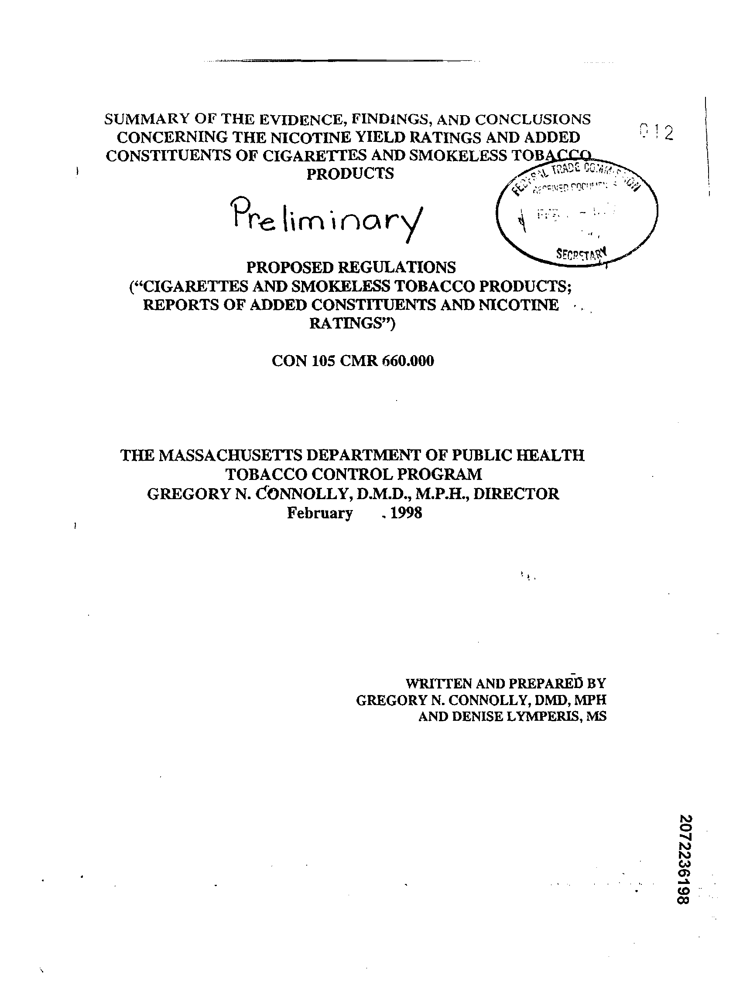 SUMMARY OF THE EVIDENCE, FINDINGS, AND CONCLUSIONS
CONCERNING THE NICOTINE YIELD RATINGS AND ADDED
CONSTITUENTS OF CIGARETTES AND SMOKELESS TOBACCO
PRODUCTS
012
FEDERAL TRADE COMMISSION
RECEIVED DOCUMENTS
SECRETARY
Preliminary
PROPOSED REGULATIONS
(“CIGARETTES AND SMOKELESS TOBACCO PRODUCTS;
REPORTS OF ADDED CONSTITUENTS AND NICOTINE
RATINGS”)
CON 105 CMR 660.000
THE MASSACHUSETTS DEPARTMENT OF PUBLIC HEALTH
TOBACCO CONTROL PROGRAM
GREGORY N. CONNOLLY, D.M.D., M.P.H., DIRECTOR
February . 1998
WRITTEN AND PREPARED BY
GREGORY N. CONNOLLY, DMD, MPH
AND DENISE LYMPERIS, MS
2072236198